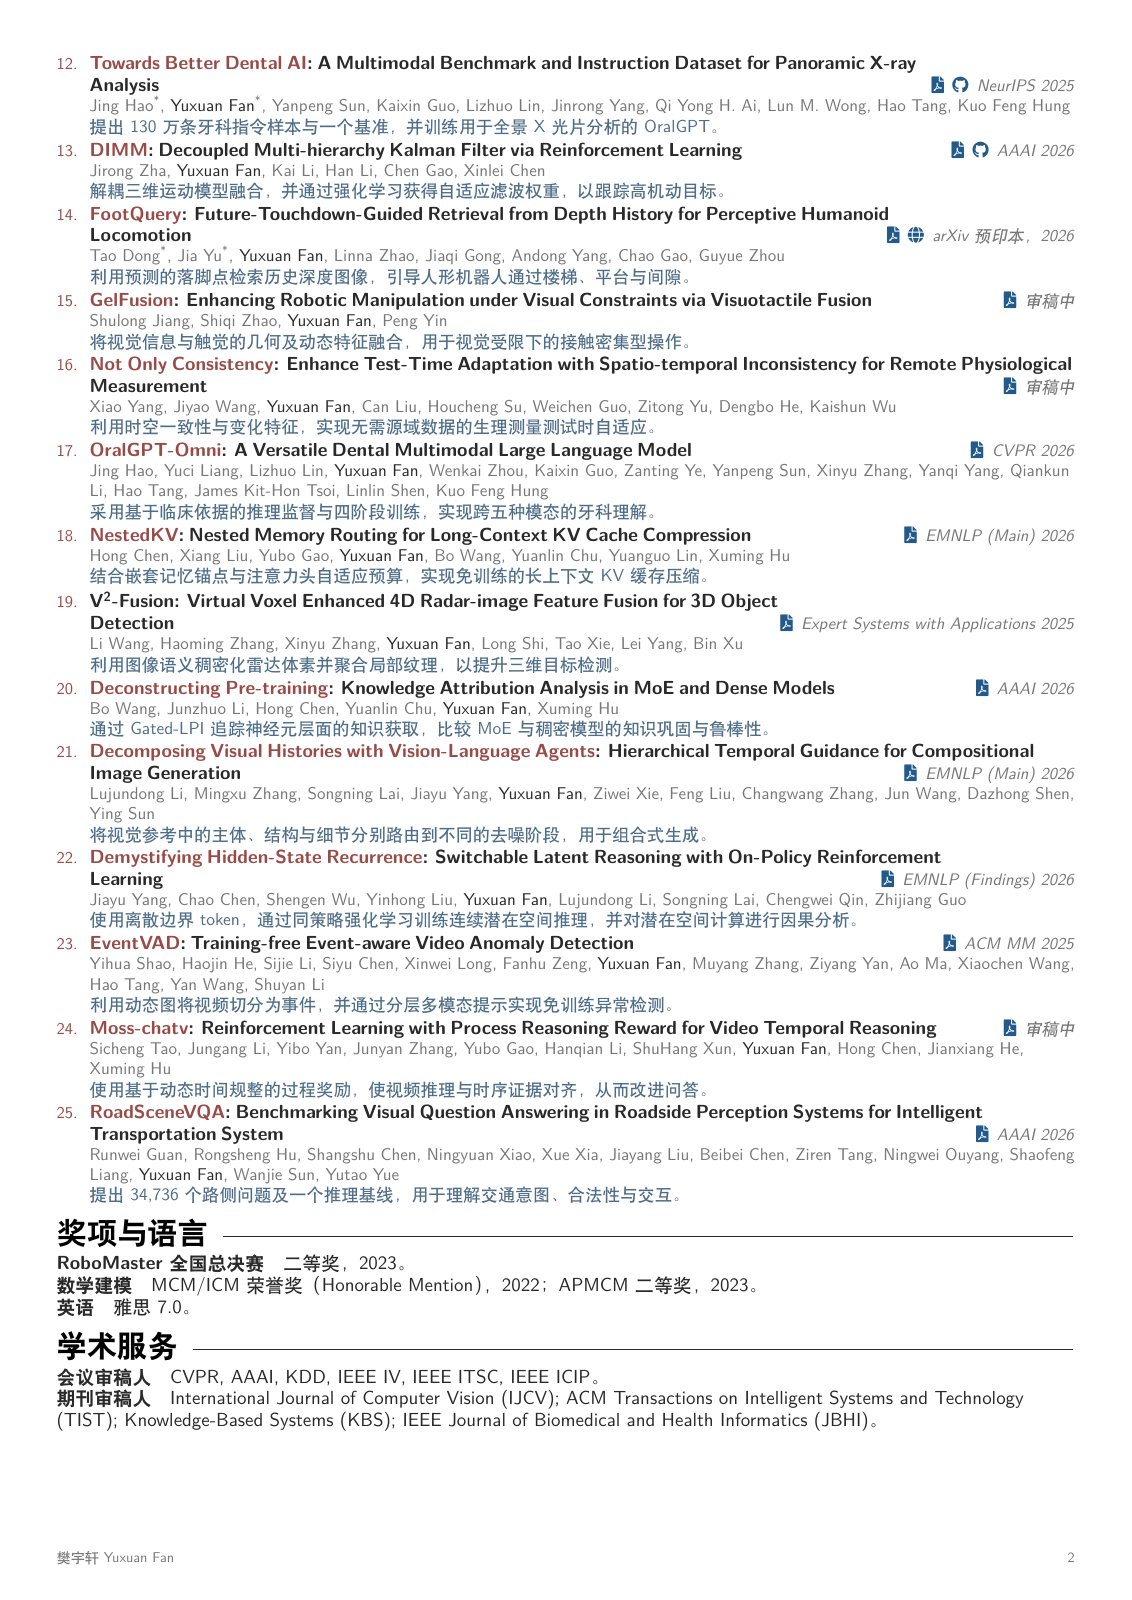 12. Towards Better Dental AI: A Multimodal Benchmark and Instruction Dataset for Panoramic X-ray
Analysis NeurIPS 2025
Jing Hao*, Yuxuan Fan*, Yanpeng Sun, Kaixin Guo, Lizhuo Lin, Jinrong Yang, Qi Yong H. Ai, Lun M. Wong, Hao Tang, Kuo Feng Hung
提出 130 万条牙科指令样本与一个基准，并训练用于全景 X 光片分析的 OralGPT。
13. DIMM: Decoupled Multi-hierarchy Kalman Filter via Reinforcement Learning AAAI 2026
Jirong Zha, Yuxuan Fan, Kai Li, Han Li, Chen Gao, Xinlei Chen
解耦三维运动模型融合，并通过强化学习获得自适应滤波权重，以跟踪高机动目标。
14. FootQuery: Future-Touchdown-Guided Retrieval from Depth History for Perceptive Humanoid
Locomotion arXiv 预印本，2026
Tao Dong*, Jia Yu*, Yuxuan Fan, Linna Zhao, Jiaqi Gong, Andong Yang, Chao Gao, Guyue Zhou
利用预测的落脚点检索历史深度图像，引导人形机器人通过楼梯、平台与间隙。
15. GelFusion: Enhancing Robotic Manipulation under Visual Constraints via Visuotactile Fusion 审稿中
Shulong Jiang, Shiqi Zhao, Yuxuan Fan, Peng Yin
将视觉信息与触觉的几何及动态特征融合，用于视觉受限下的接触密集型操作。
16. Not Only Consistency: Enhance Test-Time Adaptation with Spatio-temporal Inconsistency for Remote Physiological
Measurement 审稿中
Xiao Yang, Jiyao Wang, Yuxuan Fan, Can Liu, Houcheng Su, Weichen Guo, Zitong Yu, Dengbo He, Kaishun Wu
利用时空一致性与变化特征，实现无需源域数据的生理测量测试时自适应。
17. OralGPT-Omni: A Versatile Dental Multimodal Large Language Model CVPR 2026
Jing Hao, Yuci Liang, Lizhuo Lin, Yuxuan Fan, Wenkai Zhou, Kaixin Guo, Zanting Ye, Yanpeng Sun, Xinyu Zhang, Yanqi Yang, Qiankun
Li, Hao Tang, James Kit-Hon Tsoi, Linlin Shen, Kuo Feng Hung
采用基于临床依据的推理监督与四阶段训练，实现跨五种模态的牙科理解。
18. NestedKV: Nested Memory Routing for Long-Context KV Cache Compression EMNLP (Main) 2026
Hong Chen, Xiang Liu, Yubo Gao, Yuxuan Fan, Bo Wang, Yuanlin Chu, Yuanguo Lin, Xuming Hu
结合嵌套记忆锚点与注意力头自适应预算，实现免训练的长上下文 KV 缓存压缩。
19. V²-Fusion: Virtual Voxel Enhanced 4D Radar-image Feature Fusion for 3D Object
Detection Expert Systems with Applications 2025
Li Wang, Haoming Zhang, Xinyu Zhang, Yuxuan Fan, Long Shi, Tao Xie, Lei Yang, Bin Xu
利用图像语义稠密化雷达体素并聚合局部纹理，以提升三维目标检测。
20. Deconstructing Pre-training: Knowledge Attribution Analysis in MoE and Dense Models AAAI 2026
Bo Wang, Junzhuo Li, Hong Chen, Yuanlin Chu, Yuxuan Fan, Xuming Hu
通过 Gated-LPI 追踪神经元层面的知识获取，比较 MoE 与稠密模型的知识巩固与鲁棒性。
21. Decomposing Visual Histories with Vision-Language Agents: Hierarchical Temporal Guidance for Compositional
Image Generation EMNLP (Main) 2026
Lujundong Li, Mingxu Zhang, Songning Lai, Jiayu Yang, Yuxuan Fan, Ziwei Xie, Feng Liu, Changwang Zhang, Jun Wang, Dazhong Shen,
Ying Sun
将视觉参考中的主体、结构与细节分别路由到不同的去噪阶段，用于组合式生成。
22. Demystifying Hidden-State Recurrence: Switchable Latent Reasoning with On-Policy Reinforcement
Learning EMNLP (Findings) 2026
Jiayu Yang, Chao Chen, Shengen Wu, Yinhong Liu, Yuxuan Fan, Lujundong Li, Songning Lai, Chengwei Qin, Zhijiang Guo
使用离散边界 token，通过同策略强化学习训练连续潜在空间推理，并对潜在空间计算进行因果分析。
23. EventVAD: Training-free Event-aware Video Anomaly Detection ACM MM 2025
Yihua Shao, Haojin He, Sijie Li, Siyu Chen, Xinwei Long, Fanhu Zeng, Yuxuan Fan, Muyang Zhang, Ziyang Yan, Ao Ma, Xiaochen Wang,
Hao Tang, Yan Wang, Shuyan Li
利用动态图将视频切分为事件，并通过分层多模态提示实现免训练异常检测。
24. Moss-chatv: Reinforcement Learning with Process Reasoning Reward for Video Temporal Reasoning 审稿中
Sicheng Tao, Jungang Li, Yibo Yan, Junyan Zhang, Yubo Gao, Hanqian Li, ShuHang Xun, Yuxuan Fan, Hong Chen, Jianxiang He,
Xuming Hu
使用基于动态时间规整的过程奖励，使视频推理与时序证据对齐，从而改进问答。
25. RoadSceneVQA: Benchmarking Visual Question Answering in Roadside Perception Systems for Intelligent
Transportation System AAAI 2026
Runwei Guan, Rongsheng Hu, Shangshu Chen, Ningyuan Xiao, Xue Xia, Jiayang Liu, Beibei Chen, Ziren Tang, Ningwei Ouyang, Shaofeng
Liang, Yuxuan Fan, Wanjie Sun, Yutao Yue
提出 34,736 个路侧问题及一个推理基线，用于理解交通意图、合法性与交互。
奖项与语言
RoboMaster 全国总决赛 二等奖，2023。
数学建模 MCM/ICM 荣誉奖（Honorable Mention），2022；APMCM 二等奖，2023。
英语 雅思 7.0。
学术服务
会议审稿人 CVPR, AAAI, KDD, IEEE IV, IEEE ITSC, IEEE ICIP。
期刊审稿人 International Journal of Computer Vision (IJCV); ACM Transactions on Intelligent Systems and Technology
(TIST); Knowledge-Based Systems (KBS); IEEE Journal of Biomedical and Health Informatics (JBHI)。
樊宇轩 Yuxuan Fan 2